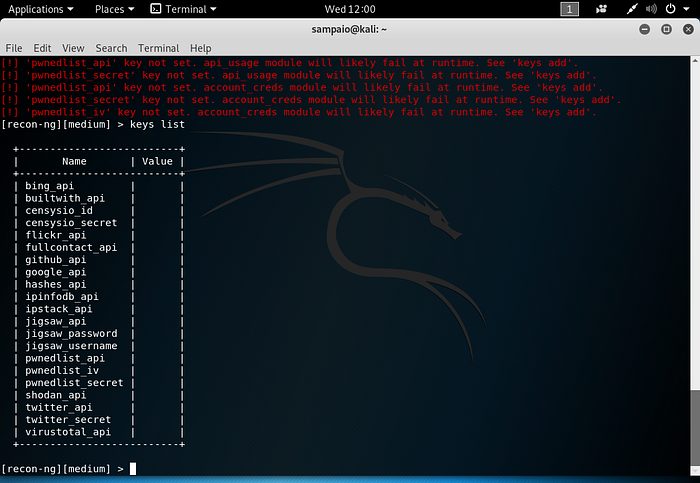 Applications Places Terminal Wed 12:00 1
sampaio@kali: ~
File Edit View Search Terminal Help
[!] 'pwnedlist_api' key not set. api_usage module will likely fail at runtime. See 'keys add'.
[!] 'pwnedlist_secret' key not set. api_usage module will likely fail at runtime. See 'keys add'.
[!] 'pwnedlist_api' key not set. account_creds module will likely fail at runtime. See 'keys add'.
[!] 'pwnedlist_secret' key not set. account_creds module will likely fail at runtime. See 'keys add'.
[!] 'pwnedlist_iv' key not set. account_creds module will likely fail at runtime. See 'keys add'.
[recon-ng][medium] > keys list
+--------------------------+
| Name | Value |
+--------------------------+
| bing_api | |
| builtwith_api | |
| censysio_id | |
| censysio_secret | |
| flickr_api | |
| fullcontact_api | |
| github_api | |
| google_api | |
| hashes_api | |
| ipinfodb_api | |
| ipstack_api | |
| jigsaw_api | |
| jigsaw_password | |
| jigsaw_username | |
| pwnedlist_api | |
| pwnedlist_iv | |
| pwnedlist_secret | |
| shodan_api | |
| twitter_api | |
| twitter_secret | |
| virustotal_api | |
+--------------------------+
[recon-ng][medium] >